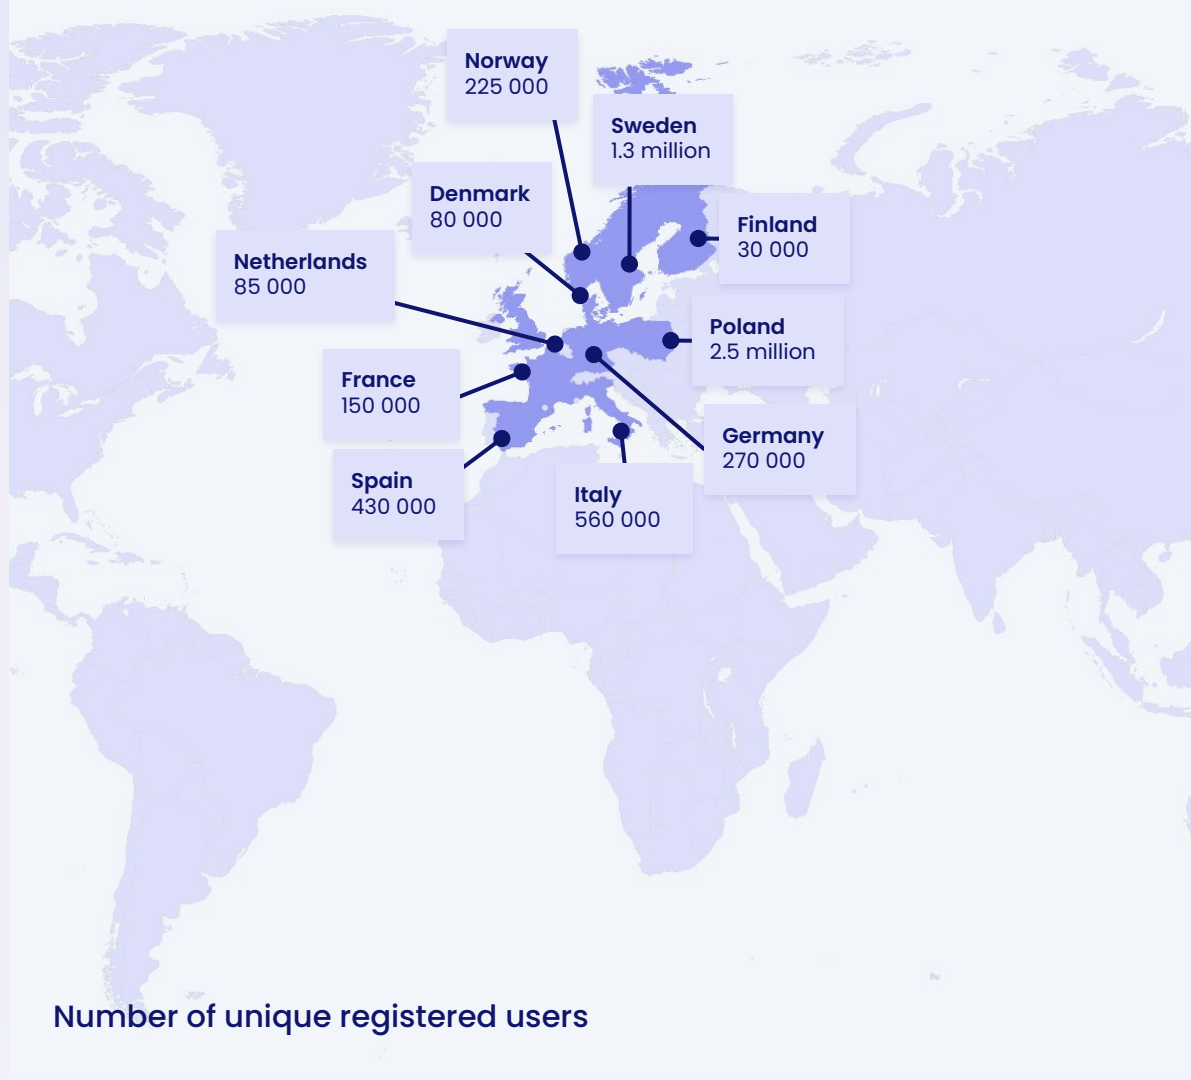 Norway
225 000
Sweden
1.3 million
Denmark
80 000
Finland
30 000
Netherlands
85 000
Poland
2.5 million
France
150 000
Germany
270 000
Spain
430 000
Italy
560 000
Number of unique registered users